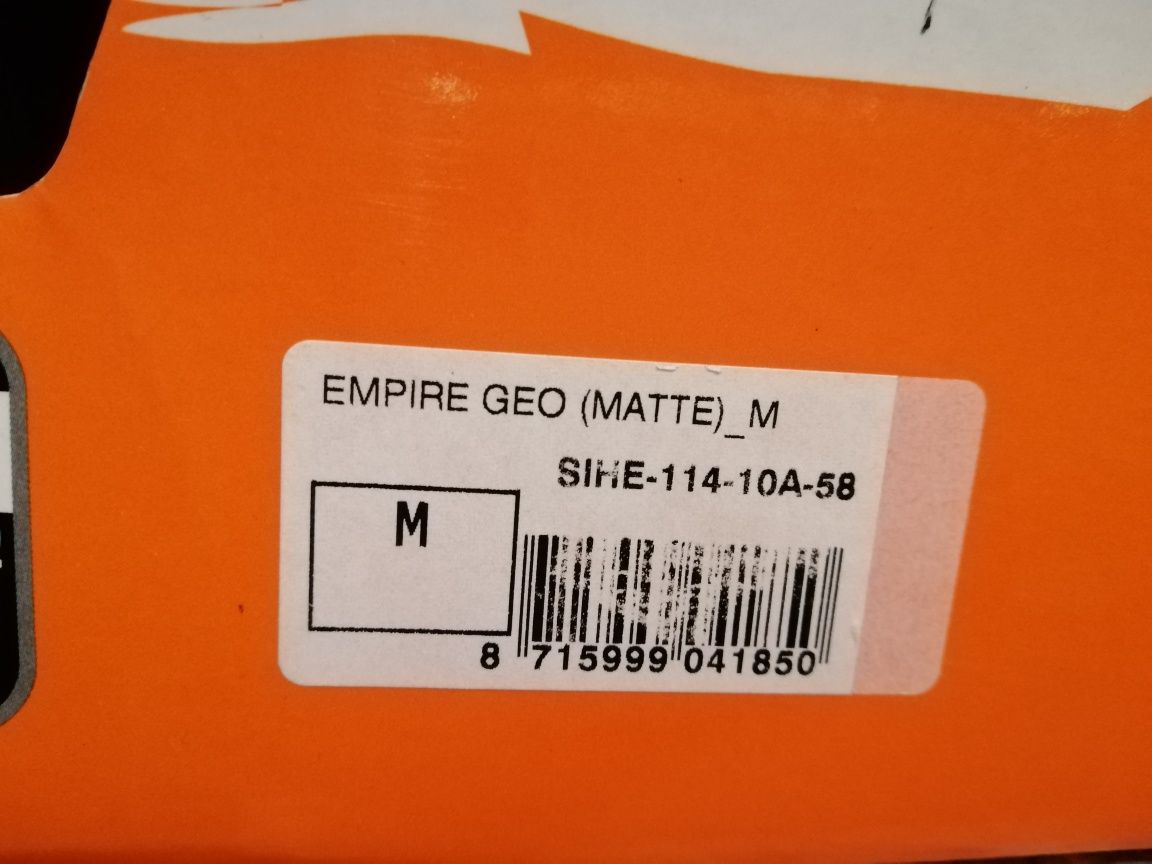 EMPIRE GEO (MATTE)_M
SIHE-114-10A-58
M
8 715999 041850